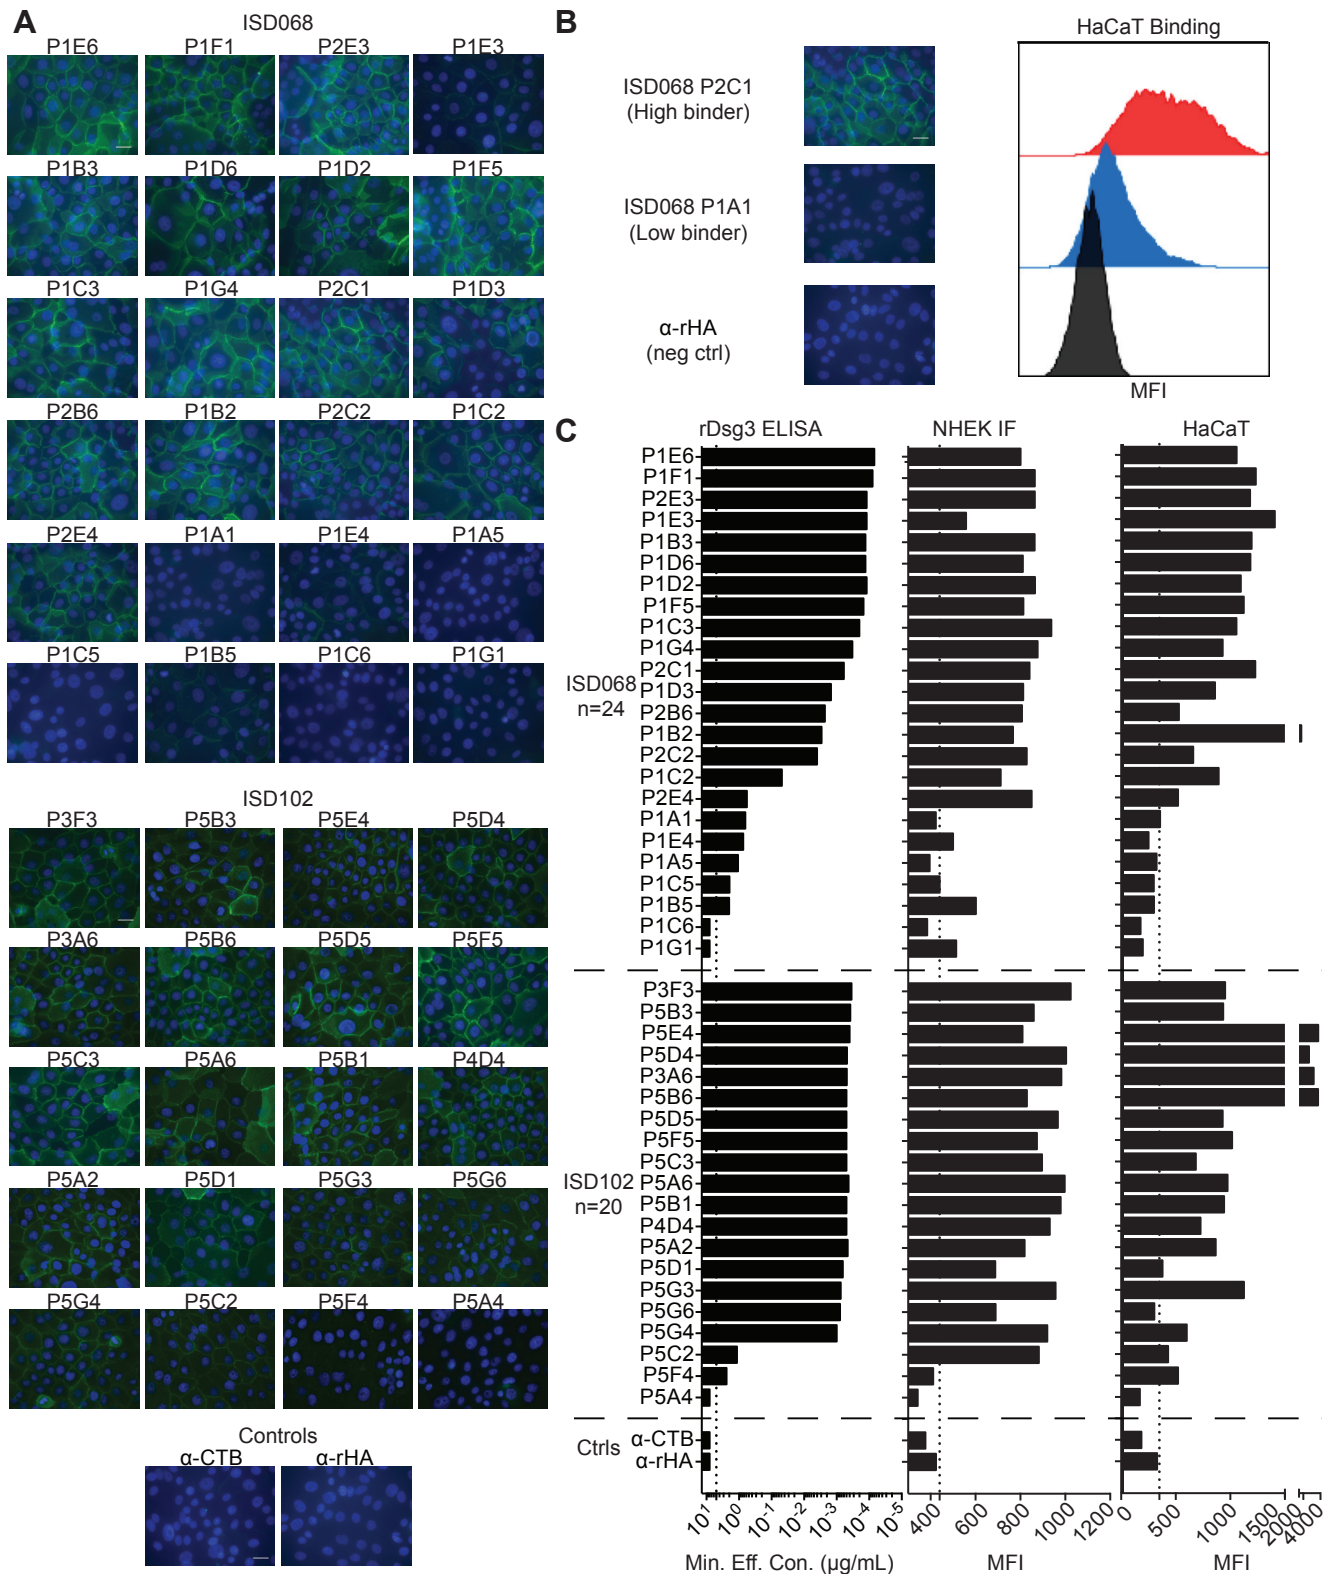 A
ISD068
P1E6 P1F1 P2E3 P1E3
P1B3 P1D6 P1D2 P1F5
P1C3 P1G4 P2C1 P1D3
P2B6 P1B2 P2C2 P1C2
P2E4 P1A1 P1E4 P1A5
P1C5 P1B5 P1C6 P1G1
ISD102
P3F3 P5B3 P5E4 P5D4
P3A6 P5B6 P5D5 P5F5
P5C3 P5A6 P5B1 P4D4
P5A2 P5D1 P5G3 P5G6
P5G4 P5C2 P5F4 P5A4
Controls
α-CTB α-rHA
B
ISD068 P2C1
(High binder)
ISD068 P1A1
(Low binder)
α-rHA
(neg ctrl)
HaCaT Binding
MFI
C
rDsg3 ELISA NHEK IF HaCaT
P1E6
P1F1
P2E3
P1E3
P1B3
P1D6
P1D2
P1F5
P1C3
P1G4
P2C1
P1D3
P2B6
P1B2
P2C2
P1C2
P2E4
P1A1
P1E4
P1A5
P1C5
P1B5
P1C6
P1G1
ISD068
n=24
P3F3
P5B3
P5E4
P5D4
P3A6
P5B6
P5D5
P5F5
P5C3
P5A6
P5B1
P4D4
P5A2
P5D1
P5G3
P5G6
P5G4
P5C2
P5F4
P5A4
ISD102
n=20
Ctrls
α-CTB
α-rHA
10¹ 10⁰ 10⁻¹ 10⁻² 10⁻³ 10⁻⁴ 10⁻⁵
Min. Eff. Con. (µg/mL)
400 600 800 1000 1200
MFI
0 500 1000 1500 2000 4000
MFI